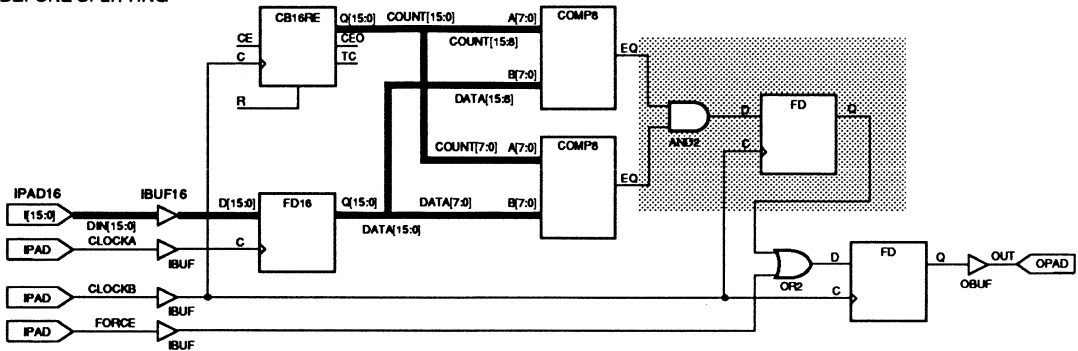 BEFORE SPLITTING
CB16RE
Q[15:0]
COUNT[15:0]
A[7:0]
COMP8
CE
CEO
COUNT[15:8]
EQ
C
TC
B[7:0]
DATA[15:8]
R
FD
D
Q
AND2
C
COUNT[7:0]
A[7:0]
COMP8
EQ
IPAD16
IBUF16
D[15:0]
FD16
Q[15:0]
DATA[7:0]
B[7:0]
I[15:0]
DIN[15:0]
DATA[15:0]
IPAD
CLOCKA
IBUF
C
D
FD
Q
OUT
OPAD
OR2
OBUF
IPAD
CLOCKB
IBUF
C
IPAD
FORCE
IBUF